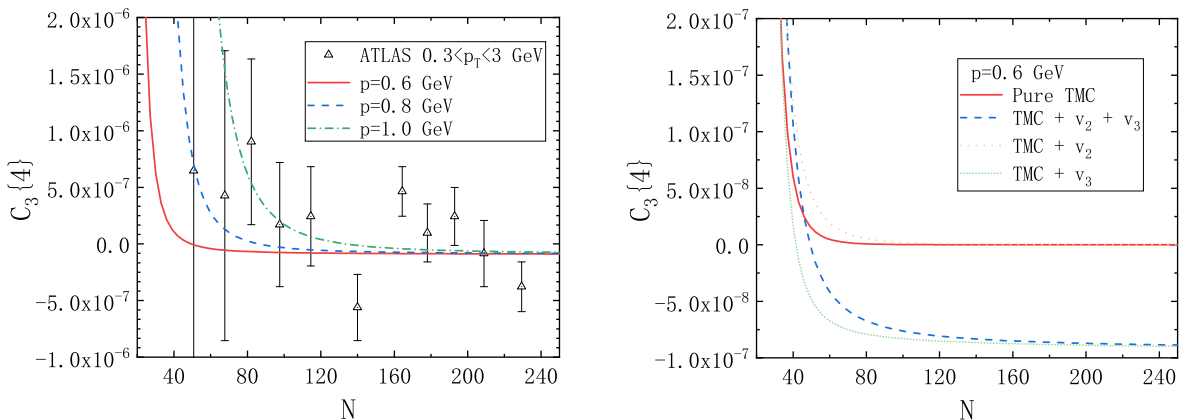 2.0x10⁻⁶
1.5x10⁻⁶
1.0x10⁻⁶
5.0x10⁻⁷
0.0
-5.0x10⁻⁷
-1.0x10⁻⁶
C₃{4}
ATLAS 0.3<p_T<3 GeV
p=0.6 GeV
p=0.8 GeV
p=1.0 GeV
40 80 120 160 200 240
N
2.0x10⁻⁷
1.5x10⁻⁷
1.0x10⁻⁷
5.0x10⁻⁸
0.0
-5.0x10⁻⁸
-1.0x10⁻⁷
C₃{4}
p=0.6 GeV
Pure TMC
TMC + v₂ + v₃
TMC + v₂
TMC + v₃
40 80 120 160 200 240
N